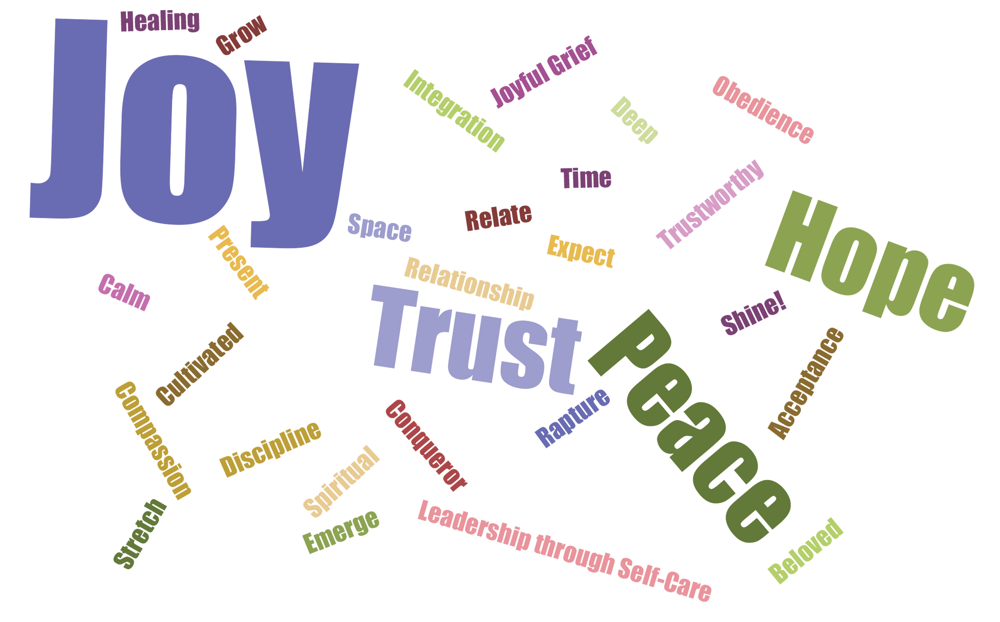 Healing
Grow
Joy
Joyful Grief
Integration
Obedience
Deep
Time
Trustworthy
Relate
Space
Hope
Present
Expect
Relationship
Calm
Trust
Shine!
Peace
Cultivated
Acceptance
Compassion
Rapture
Conqueror
Discipline
Spiritual
Stretch
Emerge
Leadership through Self-Care
Beloved